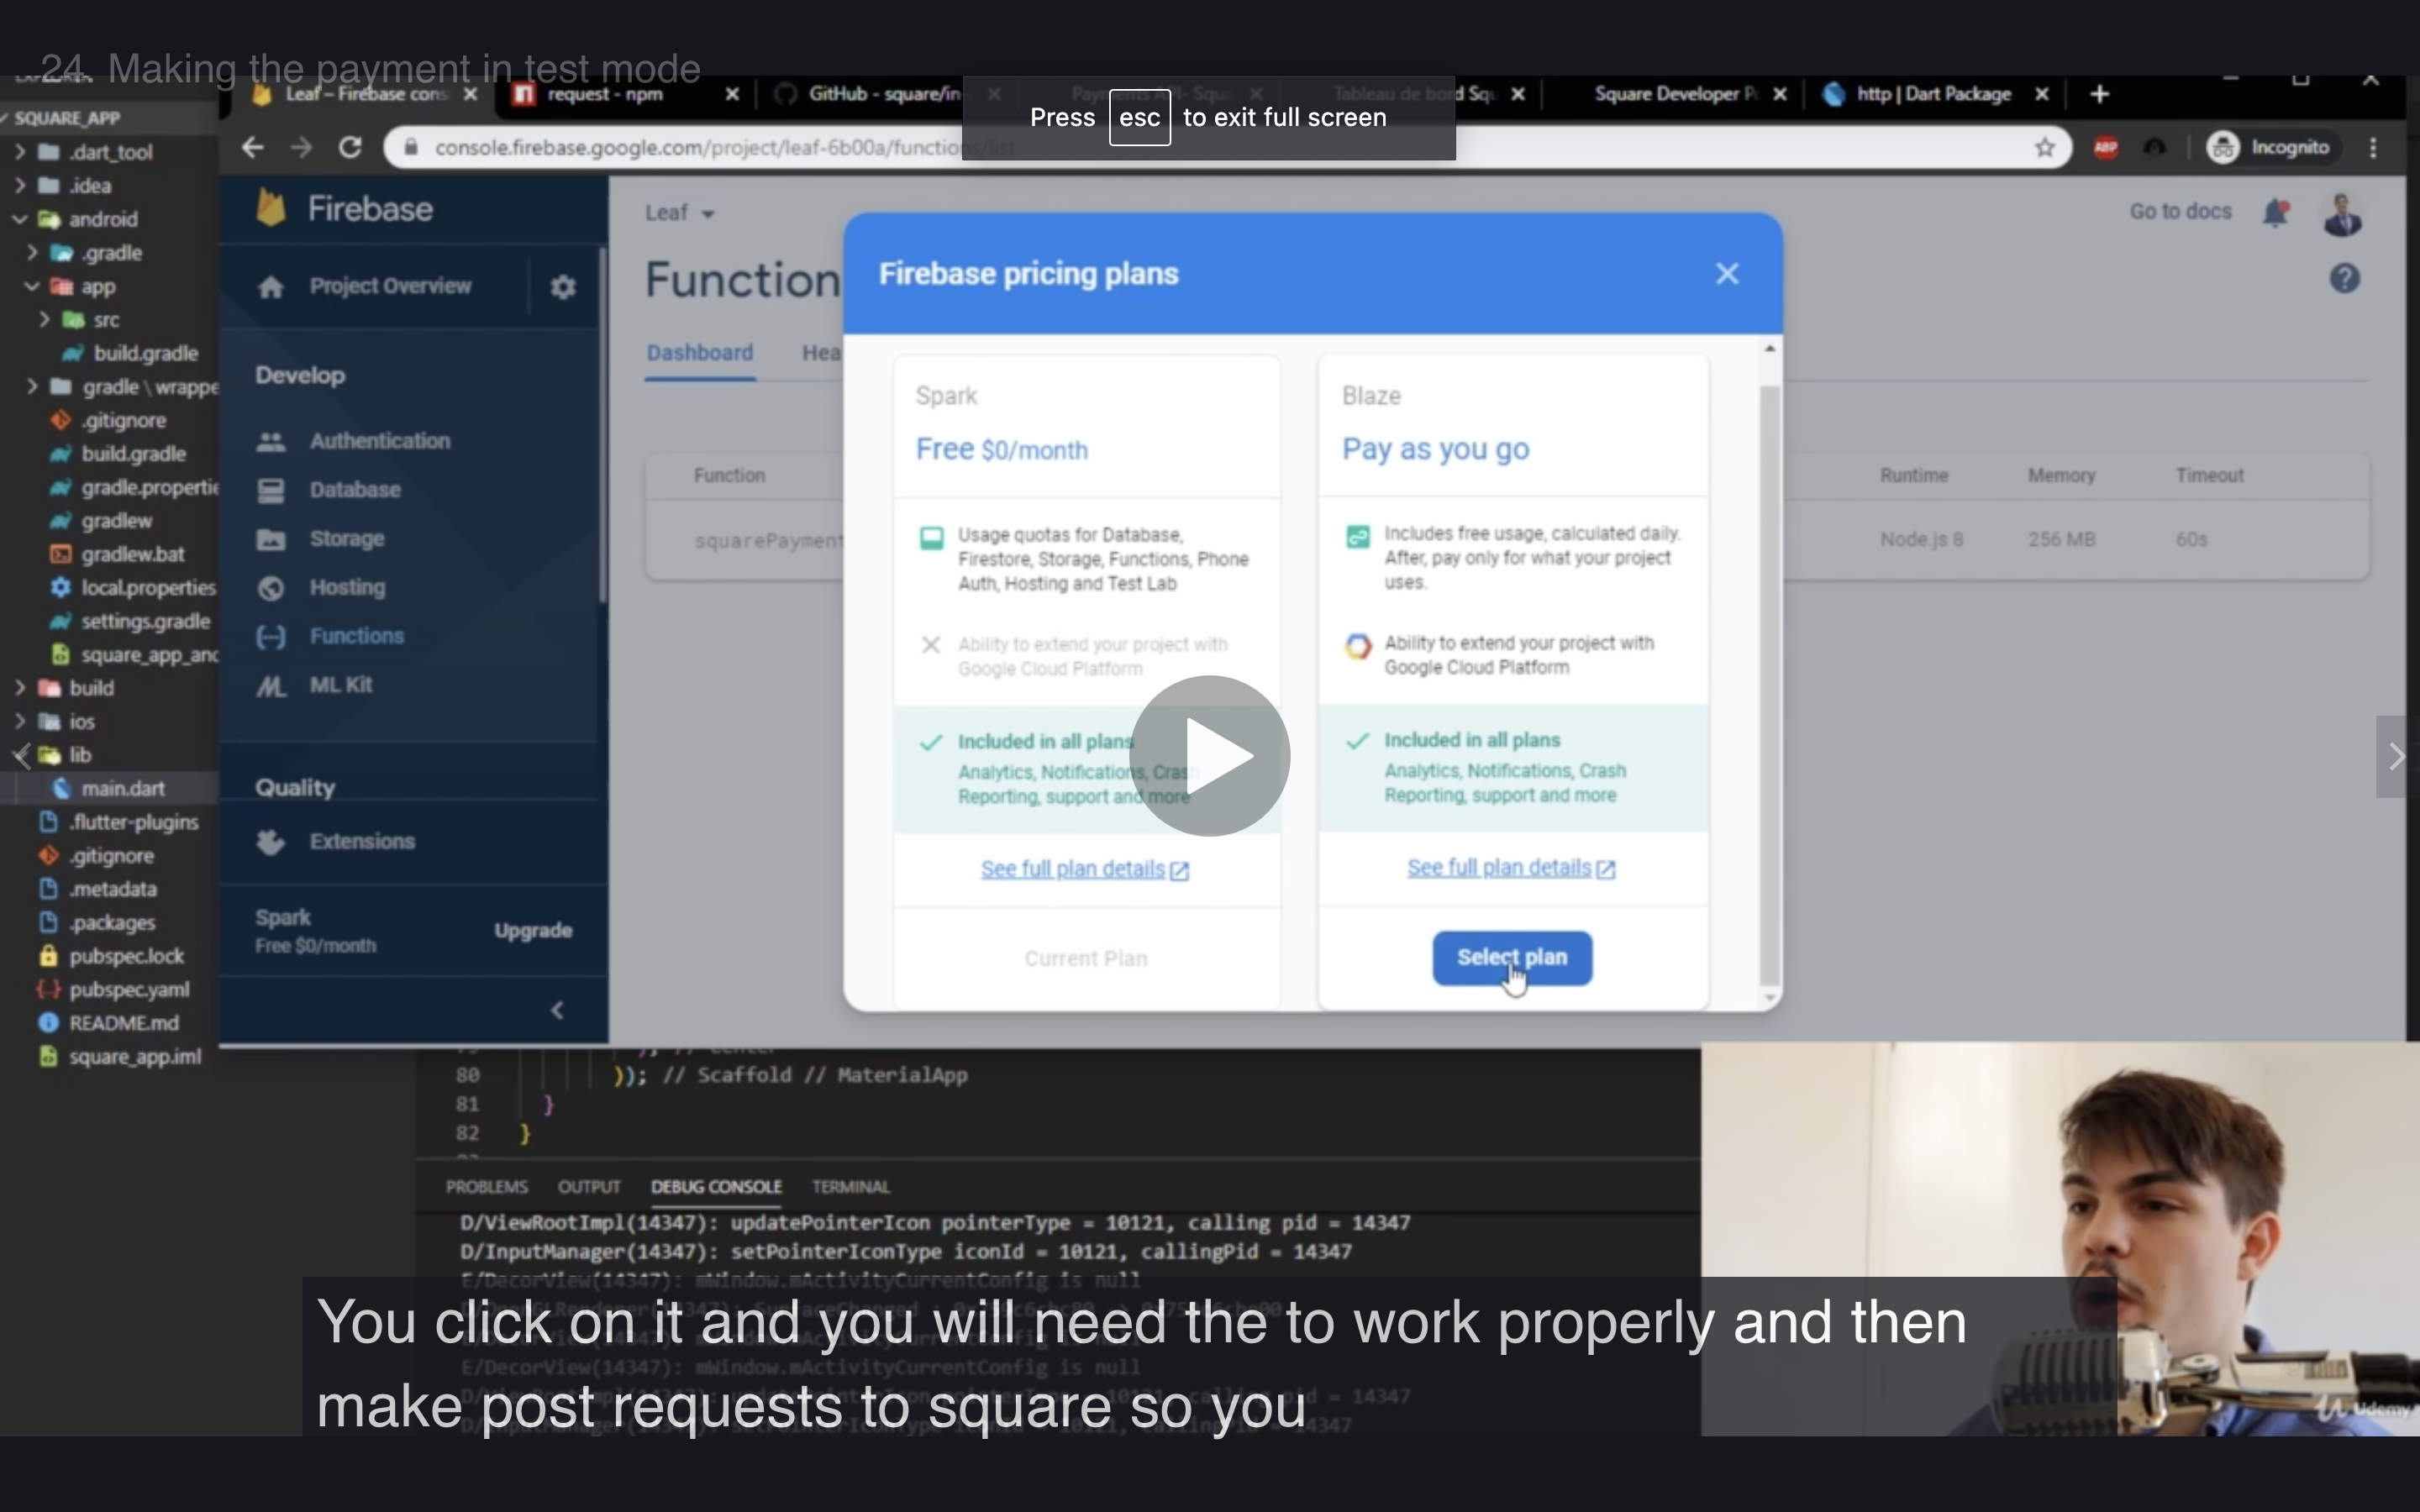 24. Making the payment in test mode
Leaf – Firebase cons
request - npm
GitHub - square/in
Payments API - Squa
Tableau de bord Squ
Square Developer Po
http | Dart Package
Press esc to exit full screen
console.firebase.google.com/project/leaf-6b00a/functions/list
ABP
Incognito
SQUARE_APP
.dart_tool
.idea
android
.gradle
app
src
build.gradle
gradle \ wrappe
.gitignore
build.gradle
gradle.propertie
gradlew
gradlew.bat
local.properties
settings.gradle
square_app_and
build
ios
lib
main.dart
.flutter-plugins
.gitignore
.metadata
.packages
pubspec.lock
pubspec.yaml
README.md
square_app.iml
Firebase
Project Overview
Develop
Authentication
Database
Storage
Hosting
Functions
ML Kit
Quality
Extensions
Spark
Free $0/month
Upgrade
Leaf
Go to docs
Function
Dashboard
Hea
Function
Runtime
Memory
Timeout
squarePayment
Node.js 8
256 MB
60s
Firebase pricing plans
Spark
Free $0/month
Usage quotas for Database,
Firestore, Storage, Functions, Phone
Auth, Hosting and Test Lab
Ability to extend your project with
Google Cloud Platform
Included in all plans
Analytics, Notifications, Crash
Reporting, support and more
See full plan details
Current Plan
Blaze
Pay as you go
Includes free usage, calculated daily.
After, pay only for what your project
uses.
Ability to extend your project with
Google Cloud Platform
Included in all plans
Analytics, Notifications, Crash
Reporting, support and more
See full plan details
Select plan
80 )); // Scaffold // MaterialApp
81 }
82 }
PROBLEMS OUTPUT DEBUG CONSOLE TERMINAL
D/ViewRootImpl(14347): updatePointerIcon pointerType = 10121, calling pid = 14347
D/InputManager(14347): setPointerIconType iconId = 10121, callingPid = 14347
E/DecorView(14347): mWindow.mActivityCurrentConfig is null
E/DecorView(14347): mWindow.mActivityCurrentConfig is null
You click on it and you will need the to work properly and then
make post requests to square so you
Udemy